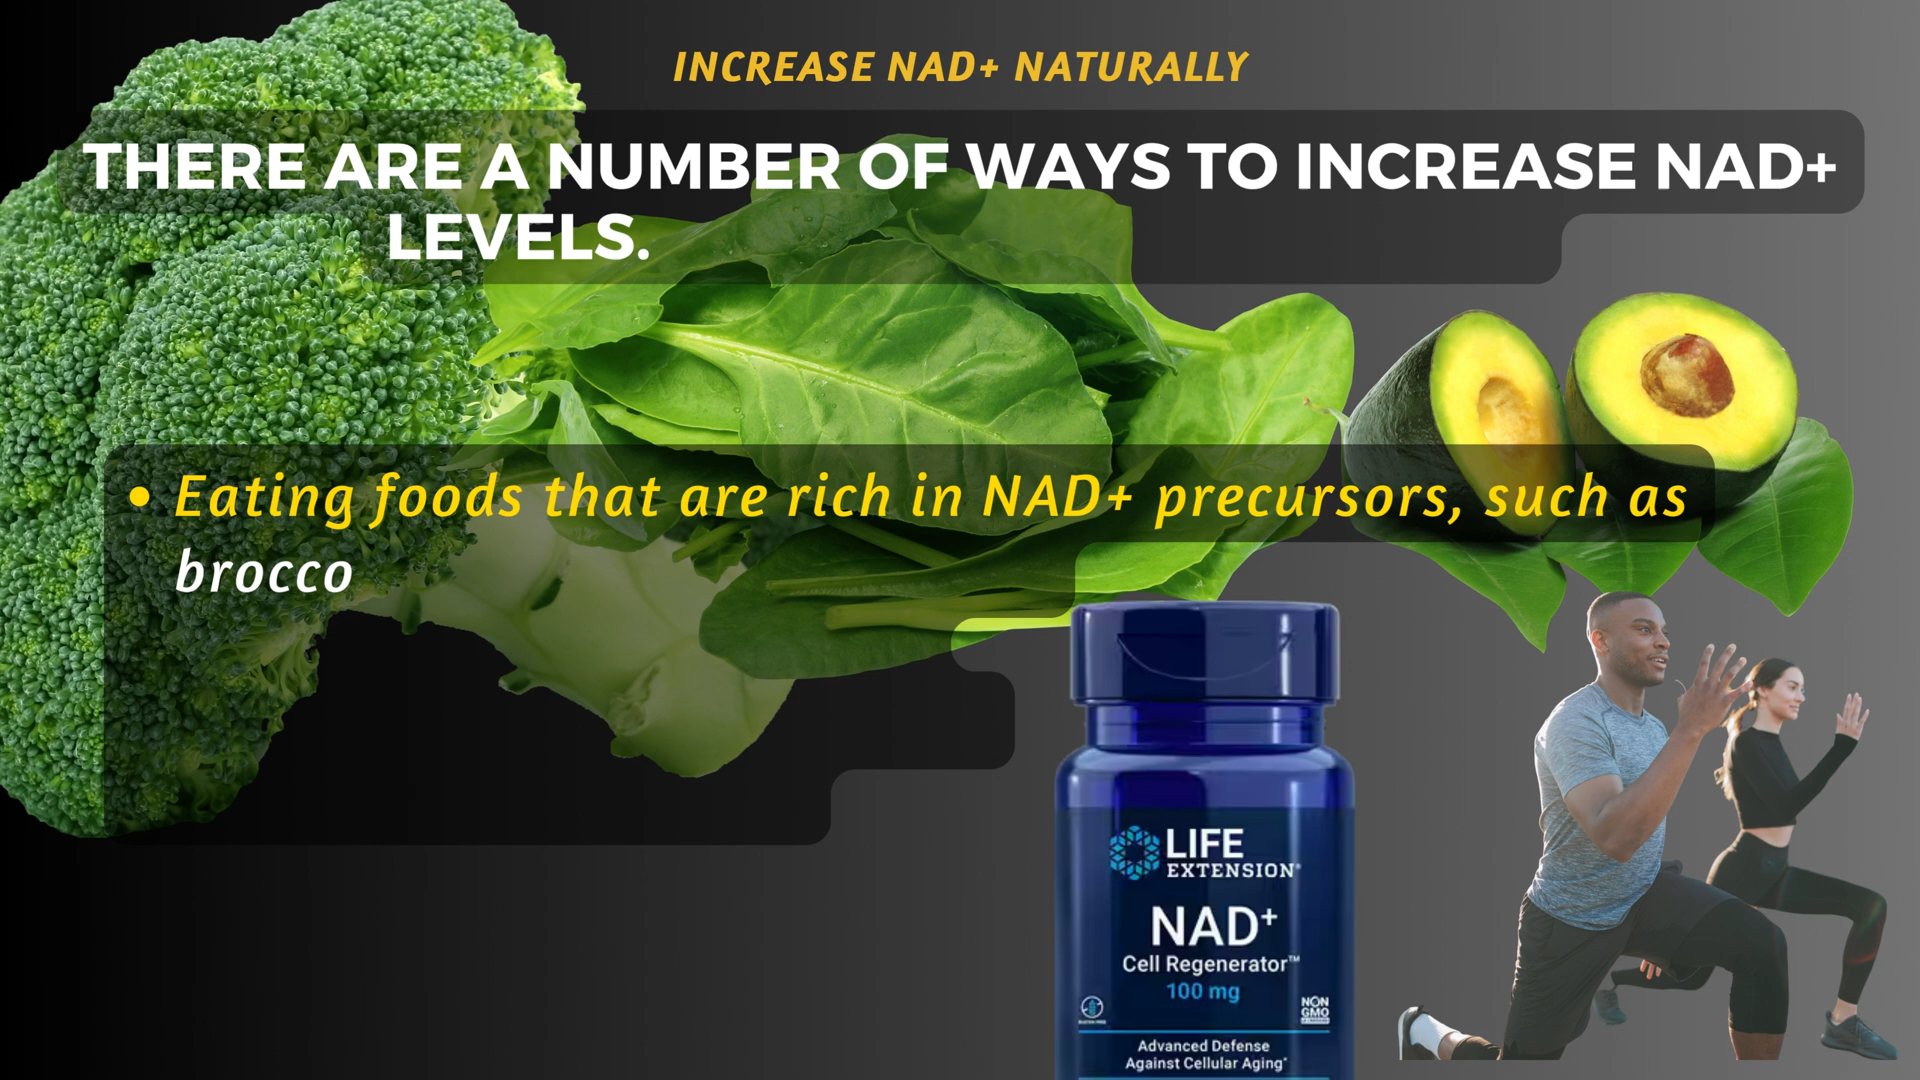 INCREASE NAD+ NATURALLY
THERE ARE A NUMBER OF WAYS TO INCREASE NAD+
LEVELS.
• Eating foods that are rich in NAD+ precursors, such as
brocco
LIFE
EXTENSION®
NAD+
Cell Regenerator™
100 mg
NON
GMO
Advanced Defense
Against Cellular Aging*